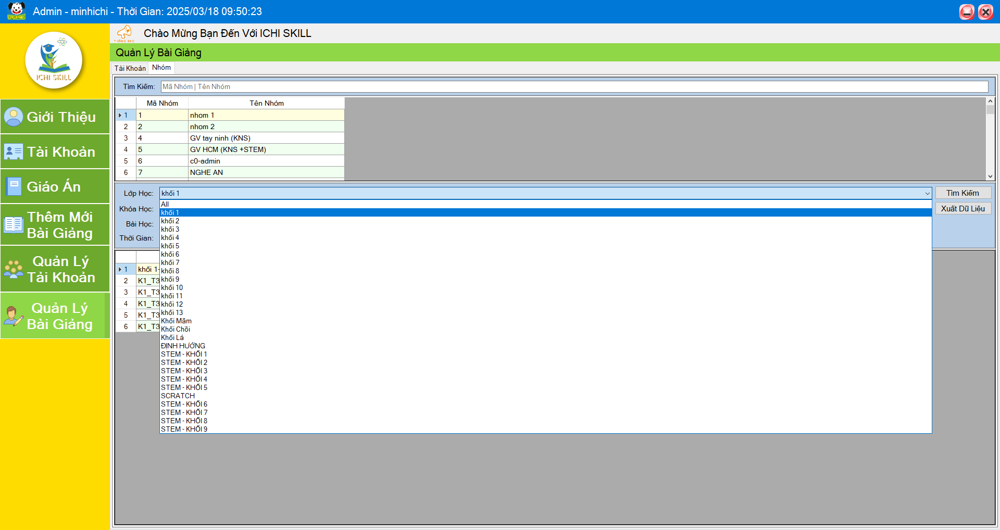 Admin - minhichi - Thời Gian: 2025/03/18 09:50:23
Chào Mừng Bạn Đến Với ICHI SKILL
THÔNG BÁO
Quản Lý Bài Giảng
Tài Khoản Nhóm
ICHI SKILL
Giới Thiệu
Tài Khoản
Giáo Án
Thêm Mới
Bài Giảng
Quản Lý
Tài Khoản
Quản Lý
Bài Giảng
Tìm Kiếm: Mã Nhóm | Tên Nhóm
Mã Nhóm Tên Nhóm
1 1 nhom 1
2 2 nhom 2
3 4 GV tay ninh (KNS)
4 5 GV HCM (KNS +STEM)
5 6 c0-admin
6 7 NGHE AN
Lớp Học: khối 1 Tìm Kiếm
Khóa Học: Xuất Dữ Liệu
Bài Học:
Thời Gian:
All
khối 1
khối 2
khối 3
khối 4
khối 5
khối 6
khối 7
khối 8
khối 9
khối 10
khối 11
khối 12
khối 13
Khối Mầm
Khối Chồi
Khối Lá
ĐỊNH HƯỚNG
STEM - KHỐI 1
STEM - KHỐI 2
STEM - KHỐI 3
STEM - KHỐI 4
STEM - KHỐI 5
SCRATCH
STEM - KHỐI 6
STEM - KHỐI 7
STEM - KHỐI 8
STEM - KHỐI 9
1 khối 1-
2 K1_T3
3 K1_T3
4 K1_T3
5 K1_T3
6 K1_T3